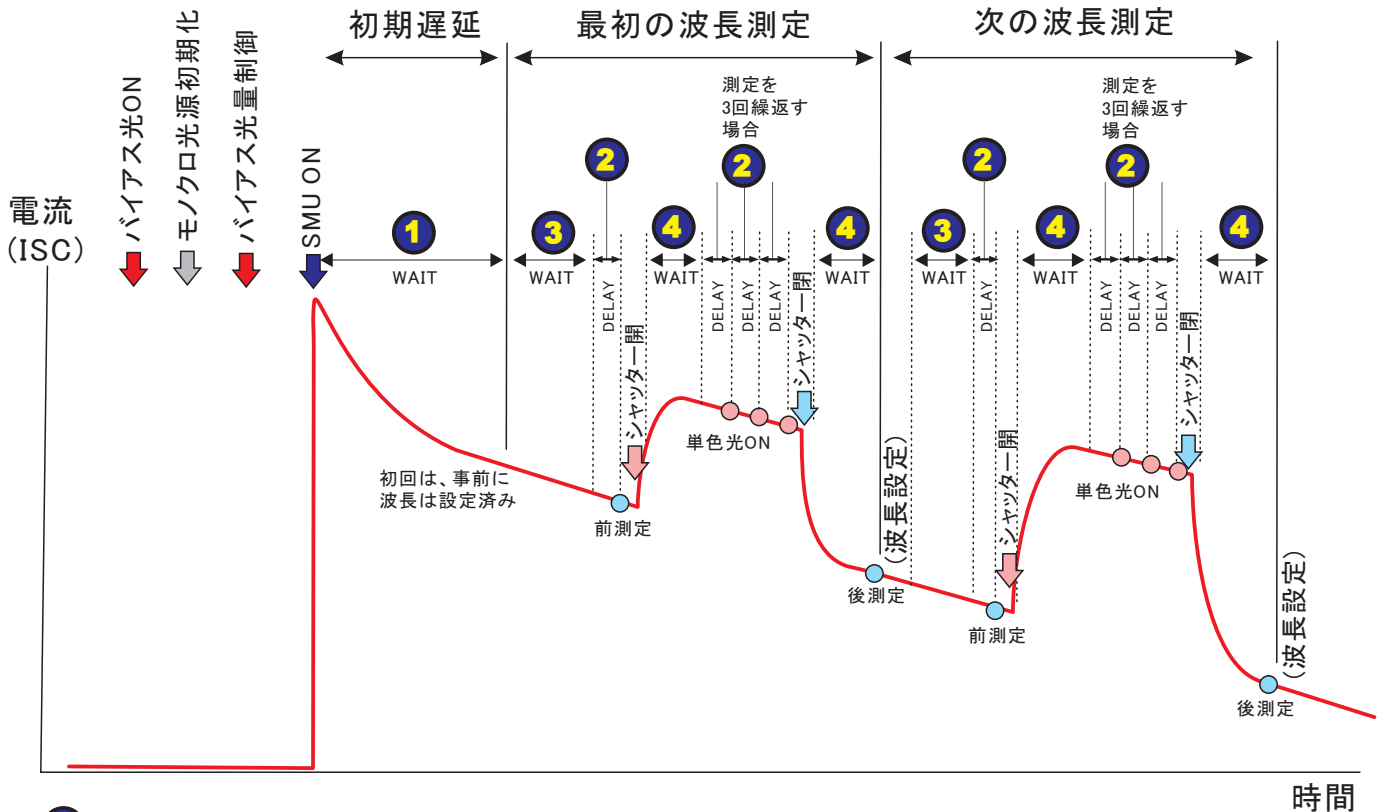 初期遅延
最初の波長測定
次の波長測定
バイアス光ON
モノクロ光源初期化
バイアス光量制御
SMU ON
測定を
3回繰返す
場合
測定を
3回繰返す
場合
電流
(ISC)
1
WAIT
3
WAIT
2
DELAY
4
WAIT
2
DELAY
DELAY
DELAY
4
WAIT
3
WAIT
2
DELAY
4
WAIT
2
DELAY
DELAY
DELAY
4
WAIT
シャッター開
シャッター閉
シャッター開
シャッター閉
単色光ON
単色光ON
初回は、事前に
波長は設定済み
前測定
後測定
(波長設定)
前測定
後測定
(波長設定)
時間